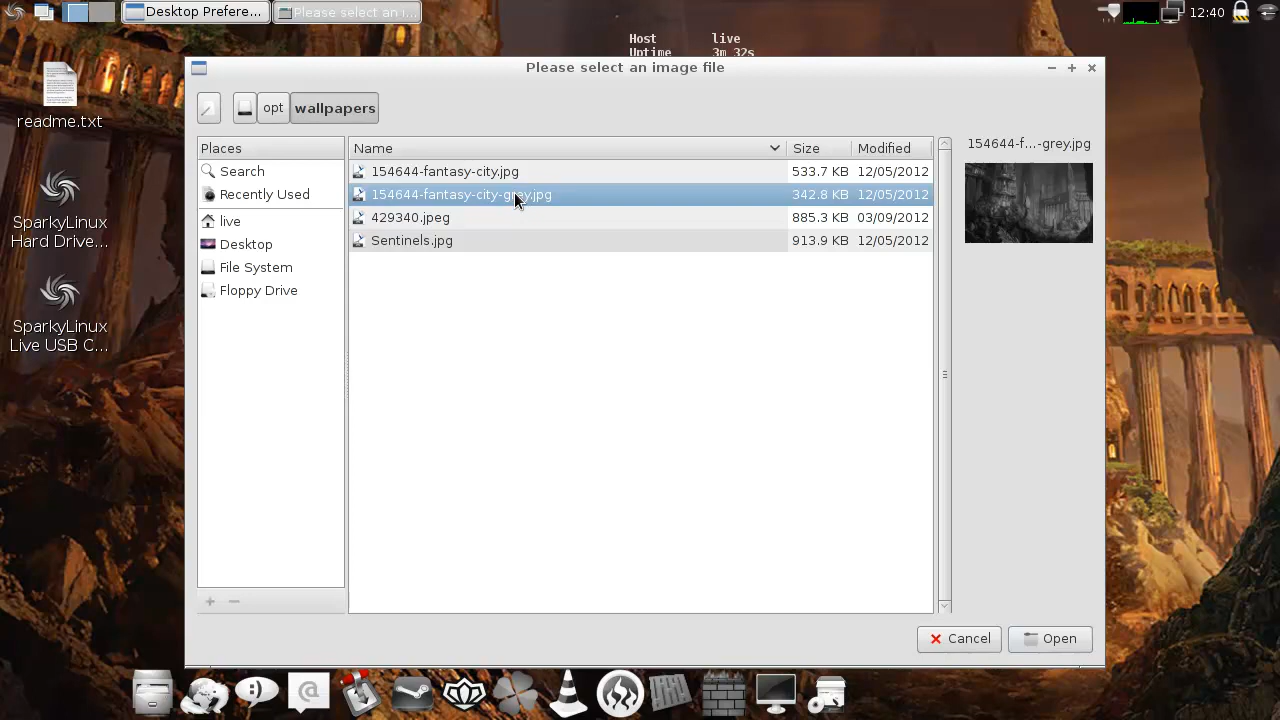 Desktop Prefere...
Please select an i...
12:40
Host live
Uptime 3m 32s
Please select an image file
readme.txt
SparkyLinux
Hard Drive...
SparkyLinux
Live USB C...
opt
wallpapers
Places
Search
Recently Used
live
Desktop
File System
Floppy Drive
Name Size Modified
154644-fantasy-city.jpg 533.7 KB 12/05/2012
154644-fantasy-city-grey.jpg 342.8 KB 12/05/2012
429340.jpeg 885.3 KB 03/09/2012
Sentinels.jpg 913.9 KB 12/05/2012
154644-f...-grey.jpg
Cancel
Open